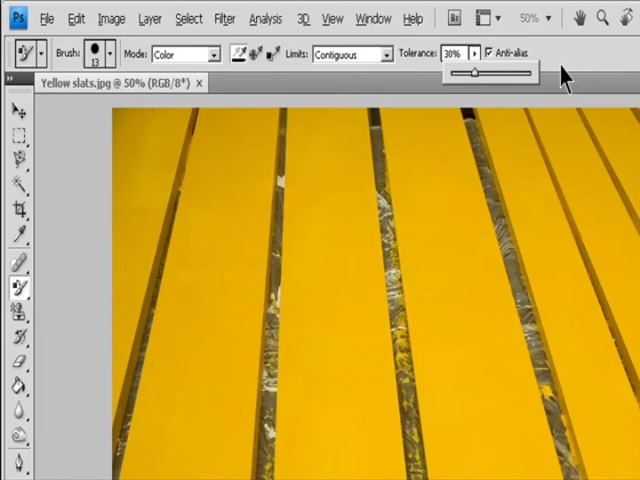 Ps File Edit Image Layer Select Filter Analysis 3D View Window Help Br 50%
Brush: 13 Mode: Color Limits: Contiguous Tolerance: 30% Anti-alias
Yellow slats.jpg @ 50% (RGB/8*) x